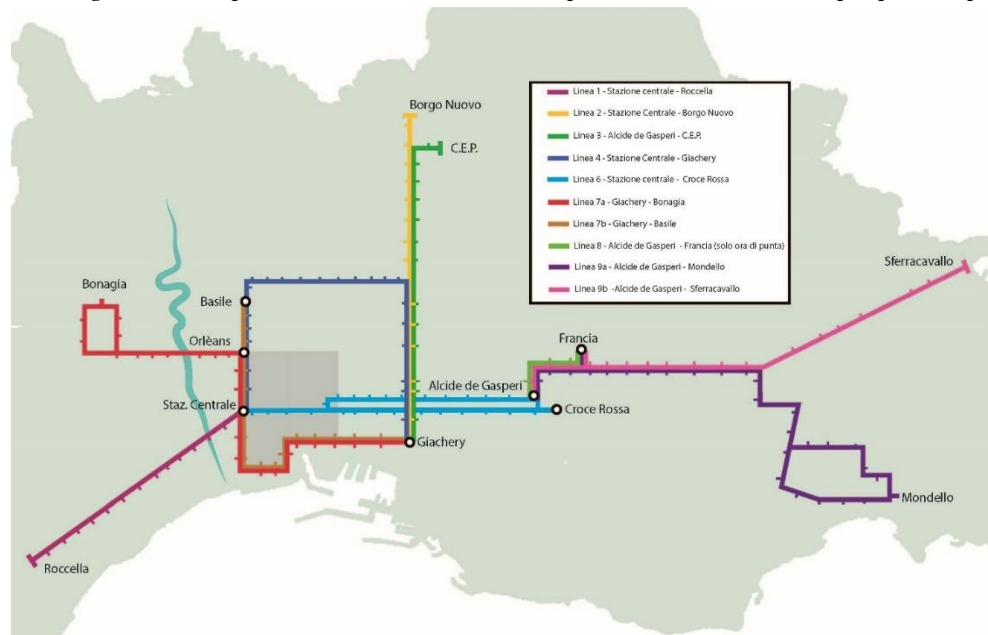 Borgo Nuovo
C.E.P.
Linea 1 - Stazione centrale - Roccella
Linea 2 - Stazione Centrale - Borgo Nuovo
Linea 3 - Alcide de Gasperi - C.E.P.
Linea 4 - Stazione Centrale - Giachery
Linea 6 - Stazione centrale - Croce Rossa
Linea 7a - Giachery - Bonagia
Linea 7b - Giachery - Basile
Linea 8 - Alcide de Gasperi - Francia (solo ora di punta)
Linea 9a - Alcide de Gasperi - Mondello
Linea 9b -Alcide de Gasperi - Sferracavallo
Sferracavallo
Bonagia
Basile
Orlèans
Francia
Alcide de Gasperi
Staz. Centrale
Croce Rossa
Giachery
Mondello
Roccella